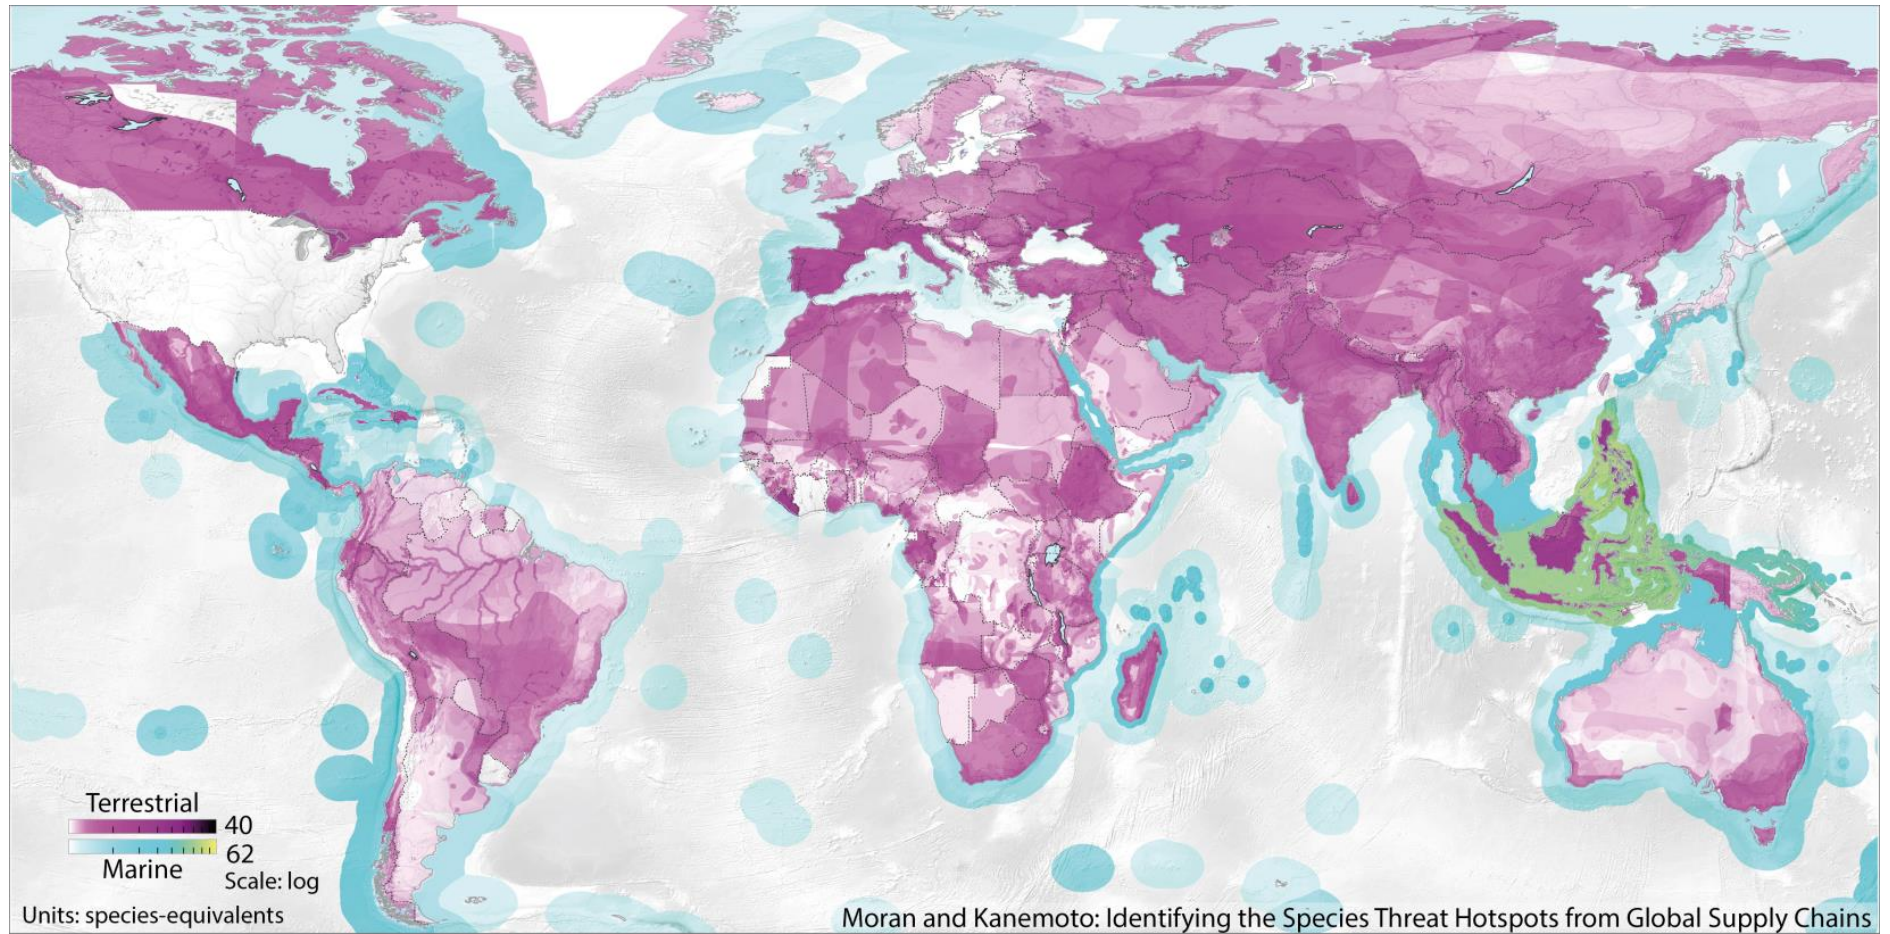 Terrestrial
40
62
Marine
Scale: log
Units: species-equivalents
Moran and Kanemoto: Identifying the Species Threat Hotspots from Global Supply Chains